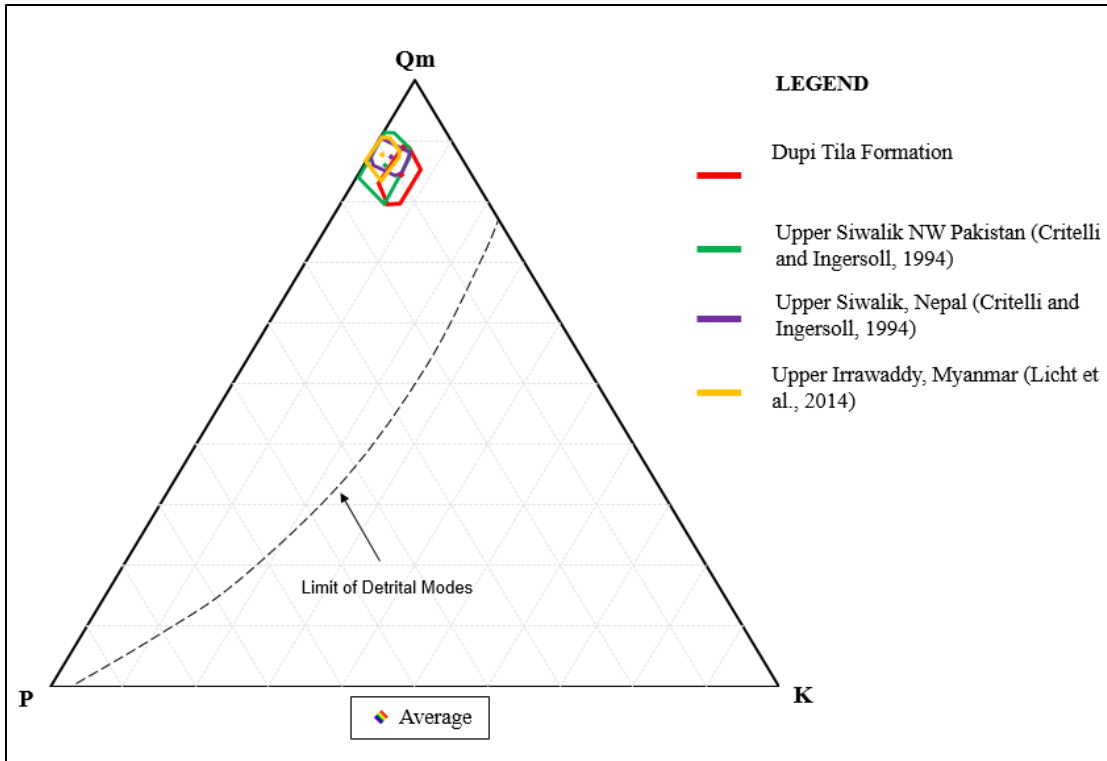 Qm
LEGEND
Dupi Tila Formation
Upper Siwalik NW Pakistan (Critelli
and Ingersoll, 1994)
Upper Siwalik, Nepal (Critelli and
Ingersoll, 1994)
Upper Irrawaddy, Myanmar (Licht et
al., 2014)
Limit of Detrital Modes
P
K
Average